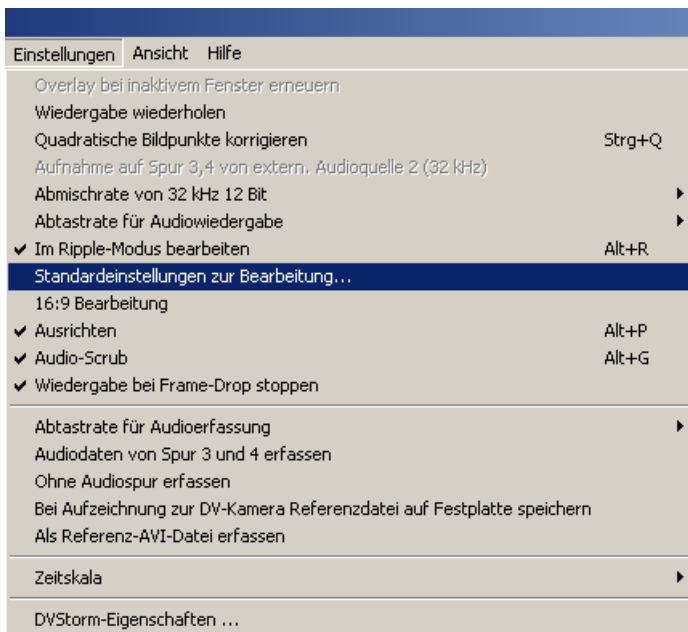 Einstellungen Ansicht Hilfe
Overlay bei inaktivem Fenster erneuern
Wiedergabe wiederholen
Quadratische Bildpunkte korrigieren Strg+Q
Aufnahme auf Spur 3,4 von extern. Audioquelle 2 (32 kHz)
Abmischrate von 32 kHz 12 Bit
Abtastrate für Audiowiedergabe
Im Ripple-Modus bearbeiten Alt+R
Standardeinstellungen zur Bearbeitung...
16:9 Bearbeitung
Ausrichten Alt+P
Audio-Scrub Alt+G
Wiedergabe bei Frame-Drop stoppen
Abtastrate für Audioerfassung
Audiodaten von Spur 3 und 4 erfassen
Ohne Audiospur erfassen
Bei Aufzeichnung zur DV-Kamera Referenzdatei auf Festplatte speichern
Als Referenz-AVI-Datei erfassen
Zeitskala
DVStorm-Eigenschaften ...